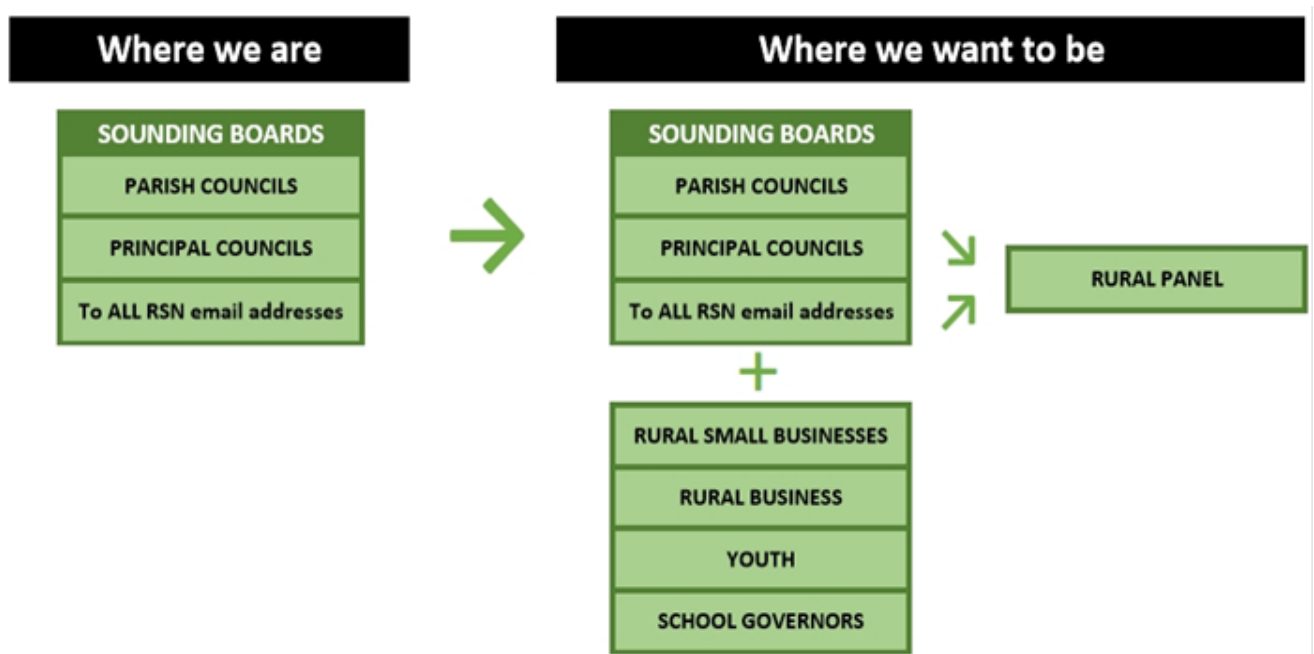 Where we are
SOUNDING BOARDS
PARISH COUNCILS
PRINCIPAL COUNCILS
To ALL RSN email addresses
Where we want to be
SOUNDING BOARDS
PARISH COUNCILS
PRINCIPAL COUNCILS
To ALL RSN email addresses
+
RURAL SMALL BUSINESSES
RURAL BUSINESS
YOUTH
SCHOOL GOVERNORS
RURAL PANEL